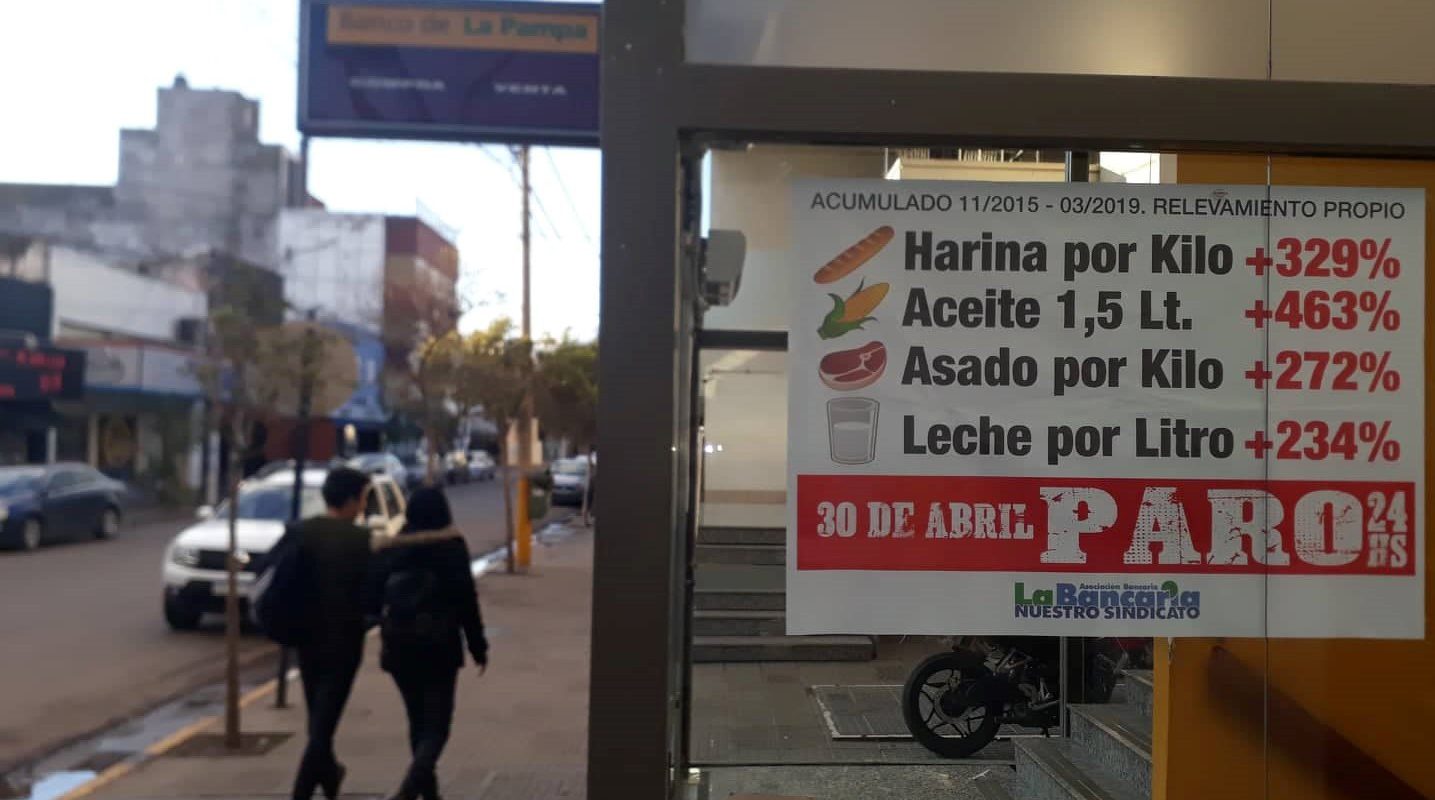 Banco de La Pampa
COMPRA VENTA
ACUMULADO 11/2015 - 03/2019. RELEVAMIENTO PROPIO
Harina por Kilo +329%
Aceite 1,5 Lt. +463%
Asado por Kilo +272%
Leche por Litro +234%
30 DE ABRIL PARO 24 HS
Asociación Bancaria
La Bancaria
NUESTRO SINDICATO